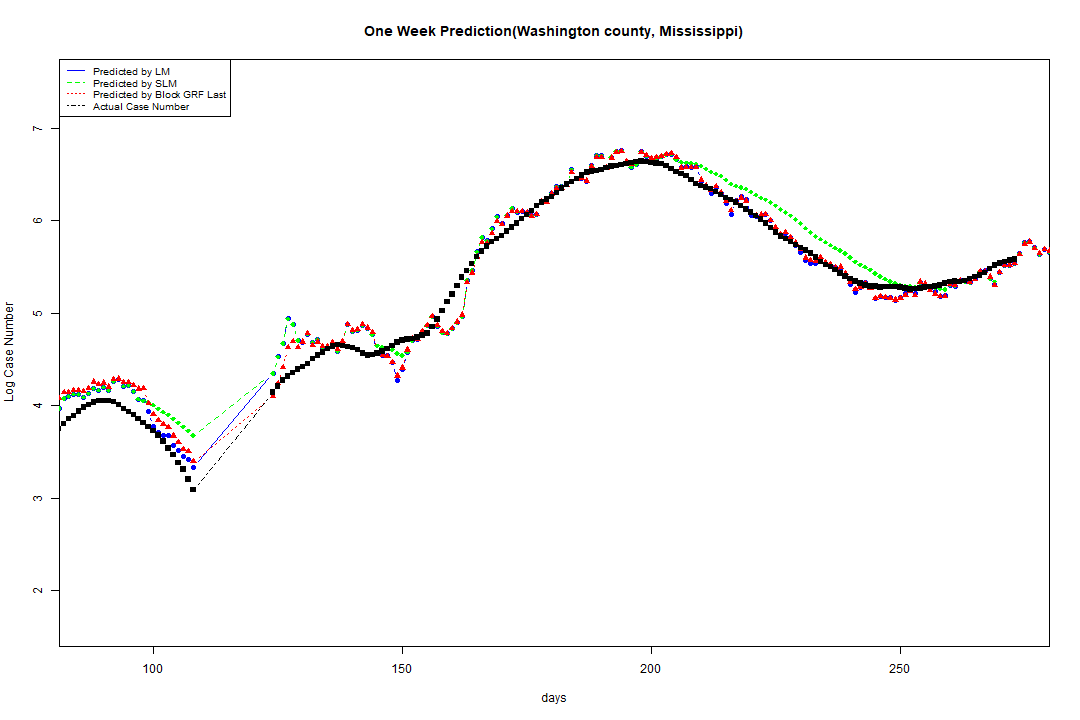 One Week Prediction(Washington county, Mississippi)
Predicted by LM
Predicted by SLM
Predicted by Block GRF Last
Actual Case Number
7
6
5
4
3
2
Log Case Number
100 150 200 250
days